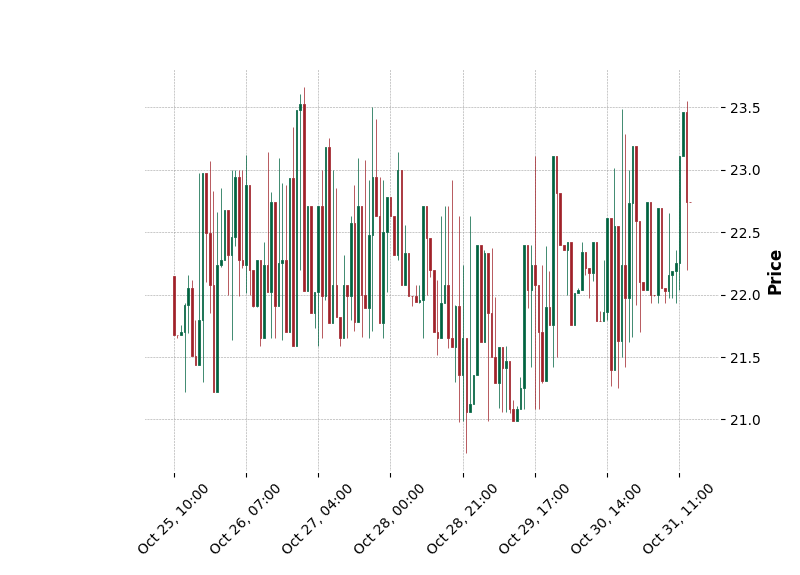 23.5
23.0
22.5
22.0
21.5
21.0
Price
Oct 25, 10:00
Oct 26, 07:00
Oct 27, 04:00
Oct 28, 00:00
Oct 28, 21:00
Oct 29, 17:00
Oct 30, 14:00
Oct 31, 11:00